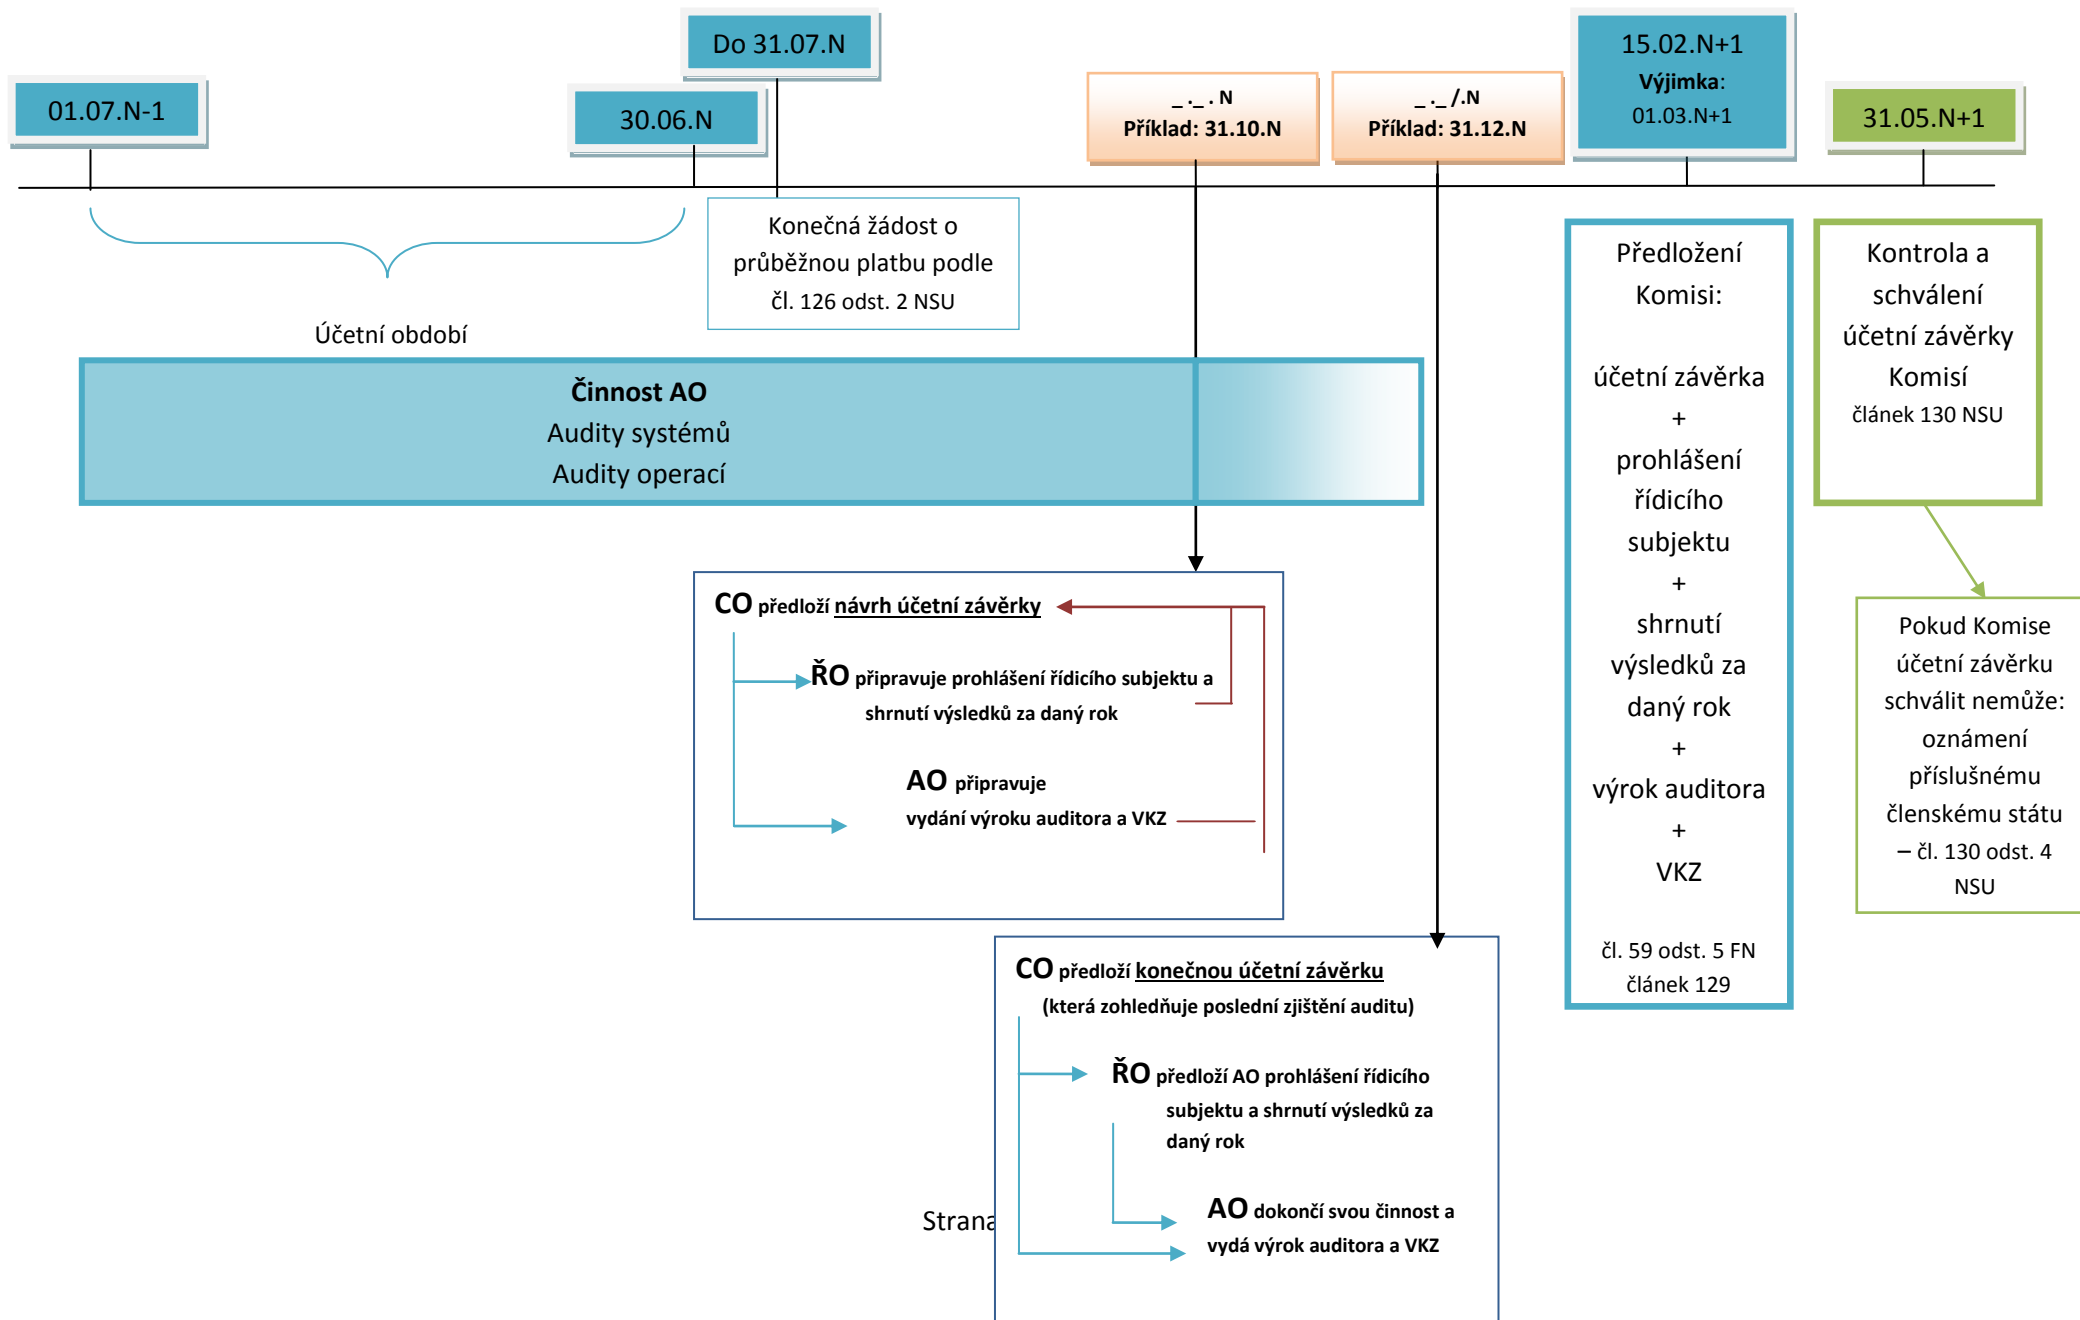 01.07.N-1
30.06.N
Do 31.07.N
_ ._ . N
Příklad: 31.10.N
_ ._ /.N
Příklad: 31.12.N
15.02.N+1
Výjimka:
01.03.N+1
31.05.N+1
Účetní období
Konečná žádost o
průběžnou platbu podle
čl. 126 odst. 2 NSU
Činnost AO
Audity systémů
Audity operací
CO předloží návrh účetní závěrky
ŘO připravuje prohlášení řídicího subjektu a
shrnutí výsledků za daný rok
AO připravuje
vydání výroku auditora a VKZ
CO předloží konečnou účetní závěrku
(která zohledňuje poslední zjištění auditu)
ŘO předloží AO prohlášení řídicího
subjektu a shrnutí výsledků za
daný rok
AO dokončí svou činnost a
vydá výrok auditora a VKZ
Předložení
Komisi:
účetní závěrka
+
prohlášení
řídicího
subjektu
+
shrnutí
výsledků za
daný rok
+
výrok auditora
+
VKZ
čl. 59 odst. 5 FN
článek 129
Kontrola a
schválení
účetní závěrky
Komisí
článek 130 NSU
Pokud Komise
účetní závěrku
schválit nemůže:
oznámení
příslušnému
členskému státu
– čl. 130 odst. 4
NSU
Strana